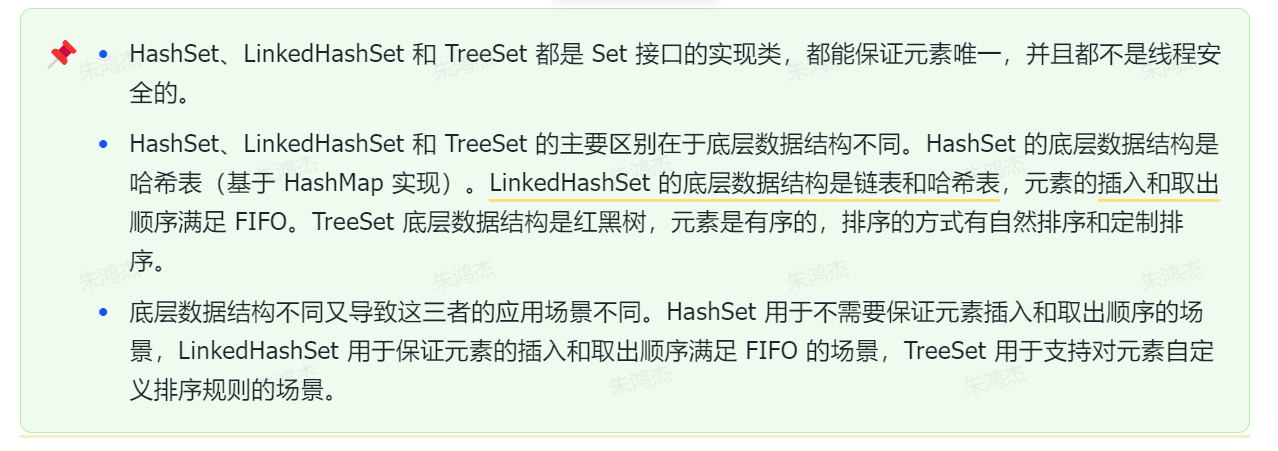 HashSet、LinkedHashSet 和 TreeSet 都是 Set 接口的实现类，都能保证元素唯一，并且都不是线程安
全的。
HashSet、LinkedHashSet 和 TreeSet 的主要区别在于底层数据结构不同。HashSet 的底层数据结构是
哈希表（基于 HashMap 实现）。LinkedHashSet 的底层数据结构是链表和哈希表，元素的插入和取出
顺序满足 FIFO。TreeSet 底层数据结构是红黑树，元素是有序的，排序的方式有自然排序和定制排
序。
底层数据结构不同又导致这三者的应用场景不同。HashSet 用于不需要保证元素插入和取出顺序的场
景，LinkedHashSet 用于保证元素的插入和取出顺序满足 FIFO 的场景，TreeSet 用于支持对元素自定
义排序规则的场景。
朱鸿杰
朱鸿杰
朱鸿杰
朱鸿杰
朱鸿杰
朱鸿杰